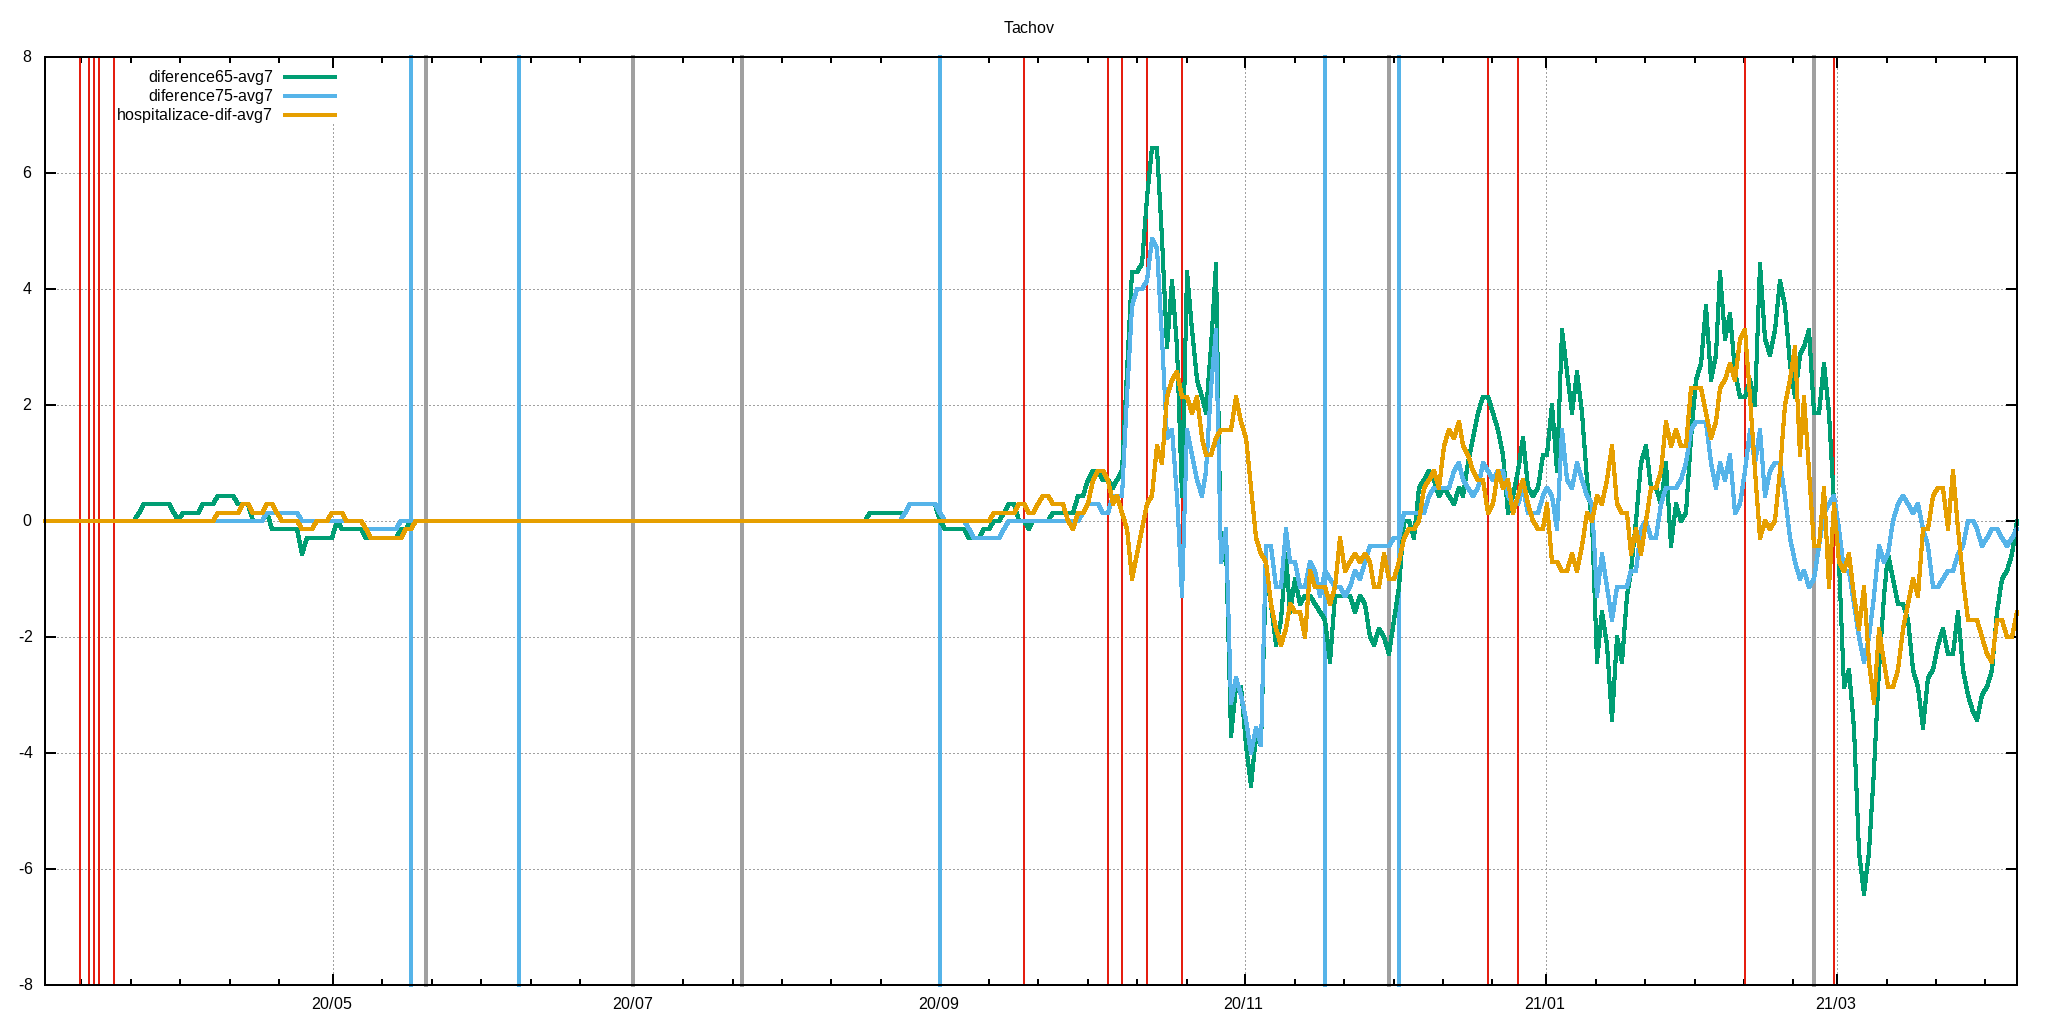 Tachov
8
diference65-avg7
diference75-avg7
hospitalizace-dif-avg7
6
4
2
0
-2
-4
-6
-8
20/05 20/07 20/09 20/11 21/01 21/03